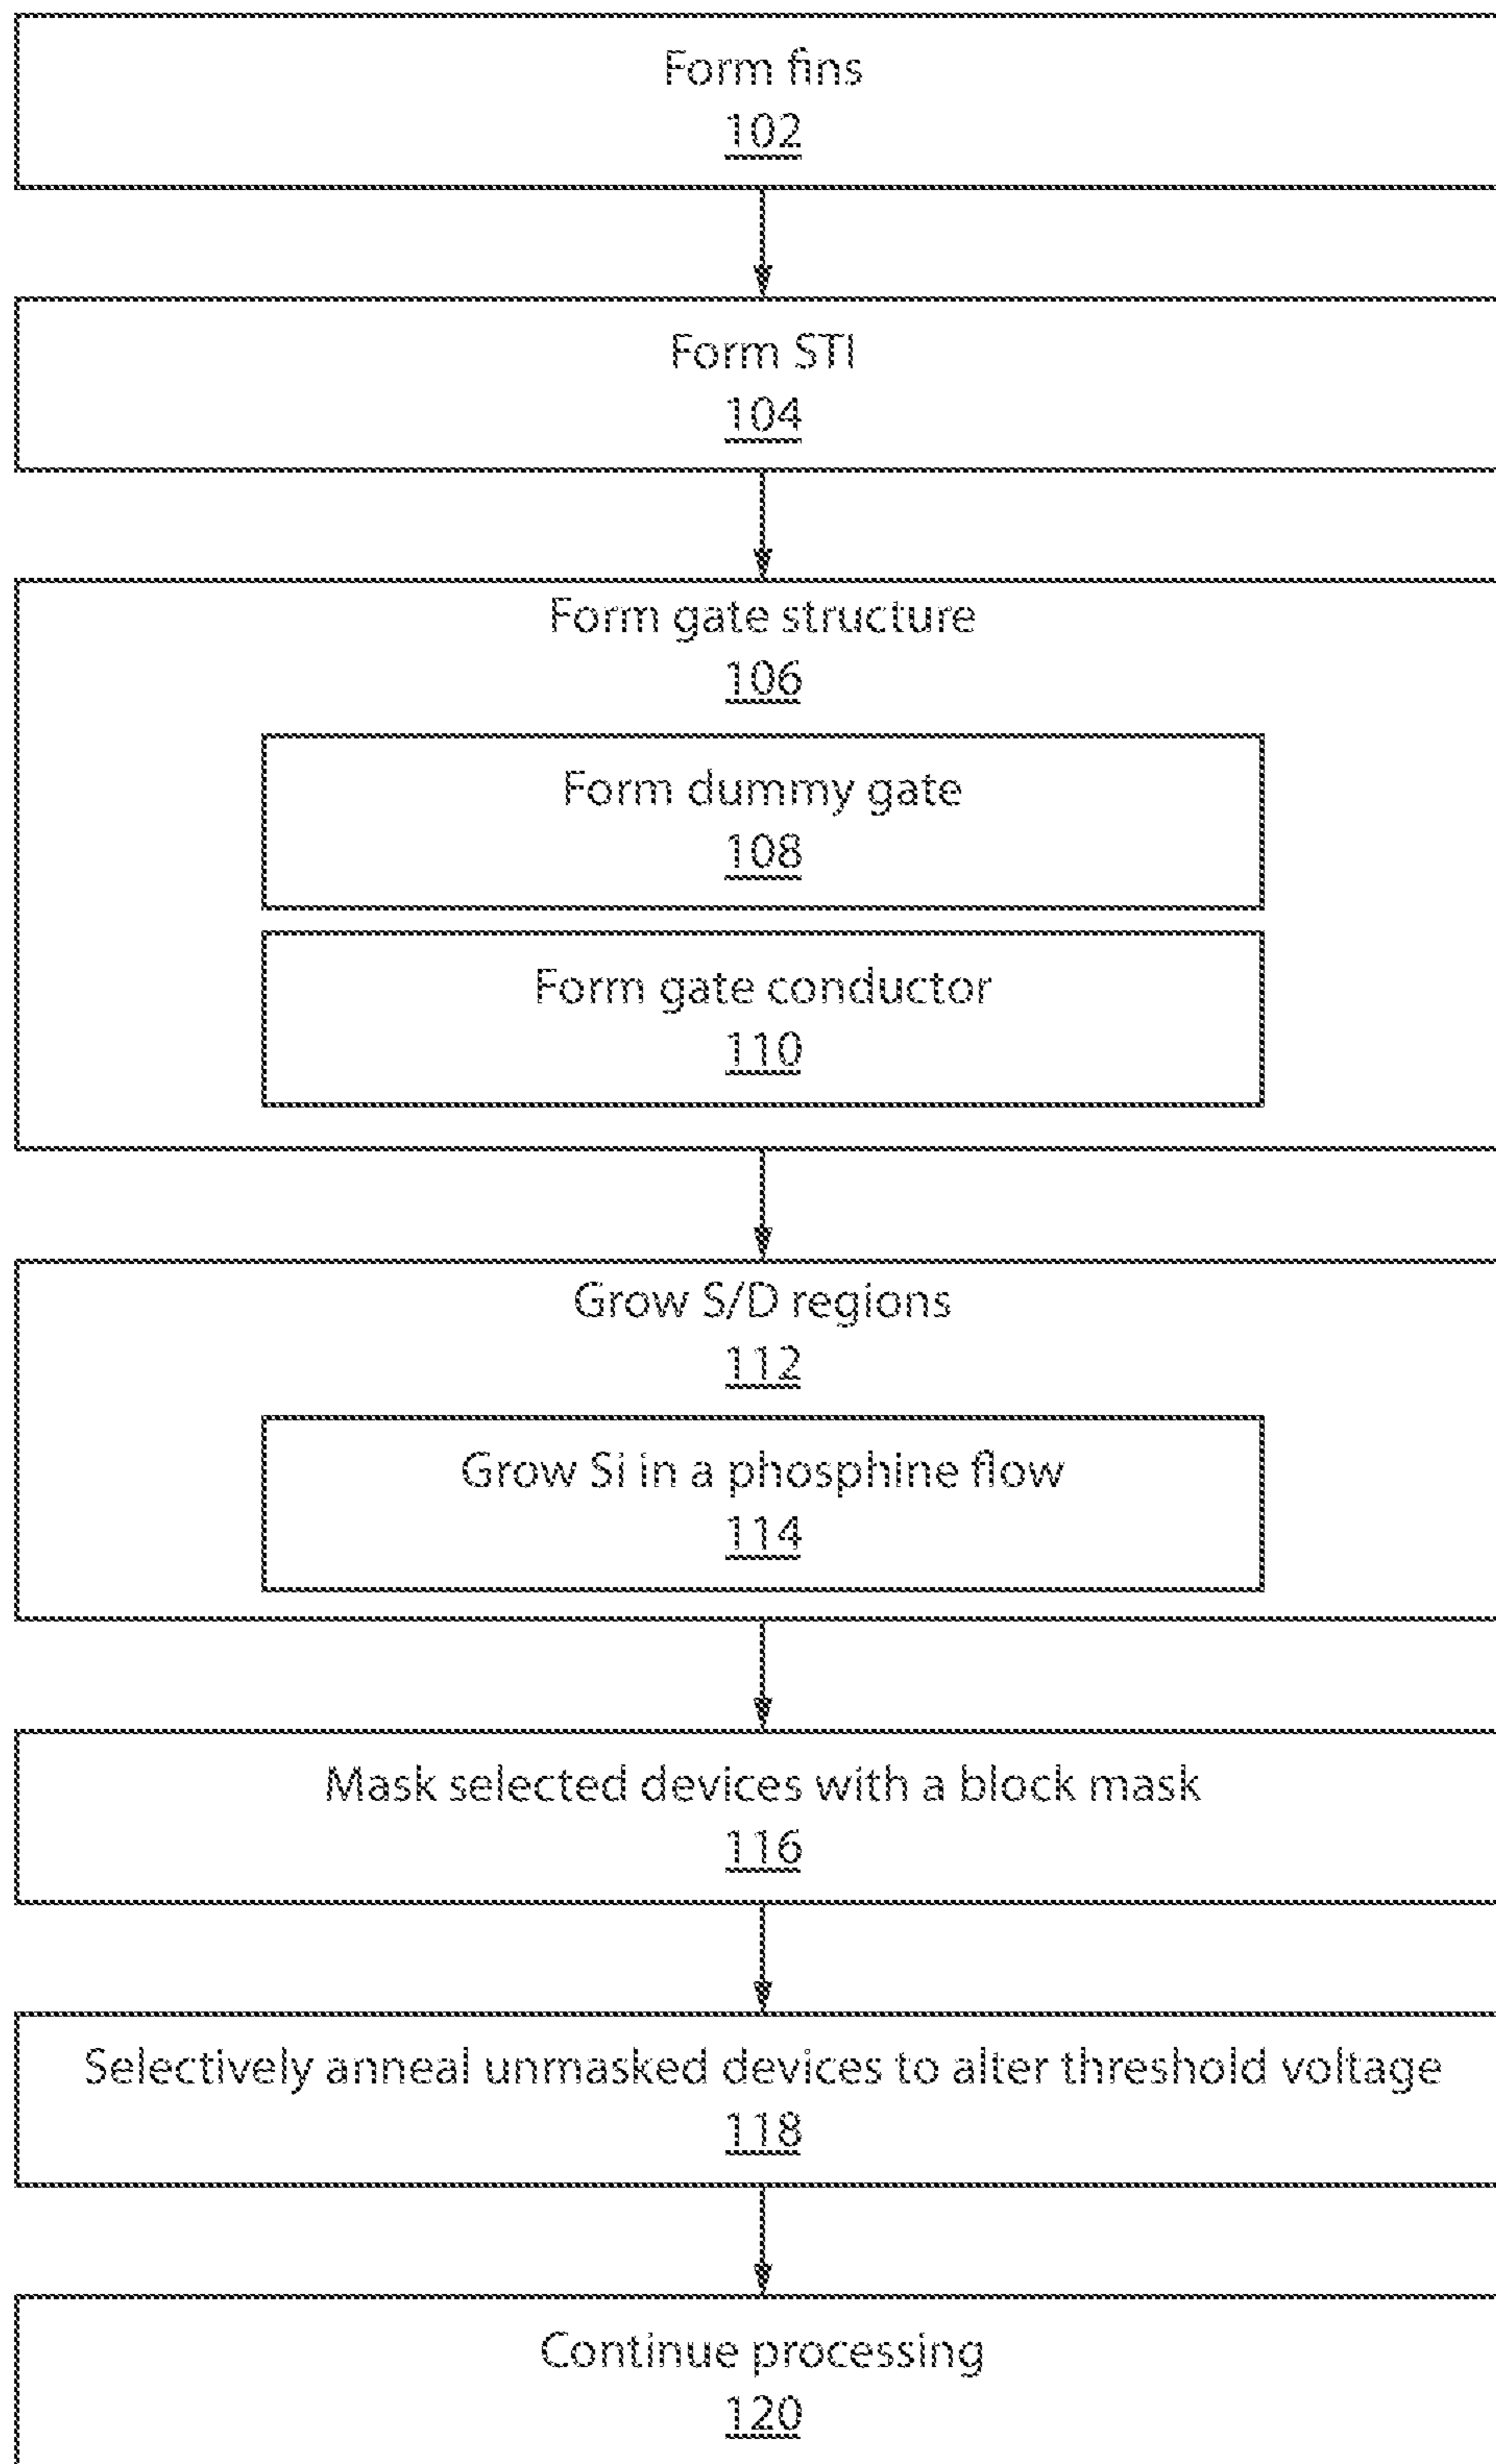 Form fins
102
Form STI
104
Form gate structure
106
Form dummy gate
108
Form gate conductor
110
Grow S/D regions
112
Grow Si in a phosphine flow
114
Mask selected devices with a block mask
116
Selectively anneal unmasked devices to alter threshold voltage
118
Continue processing
120